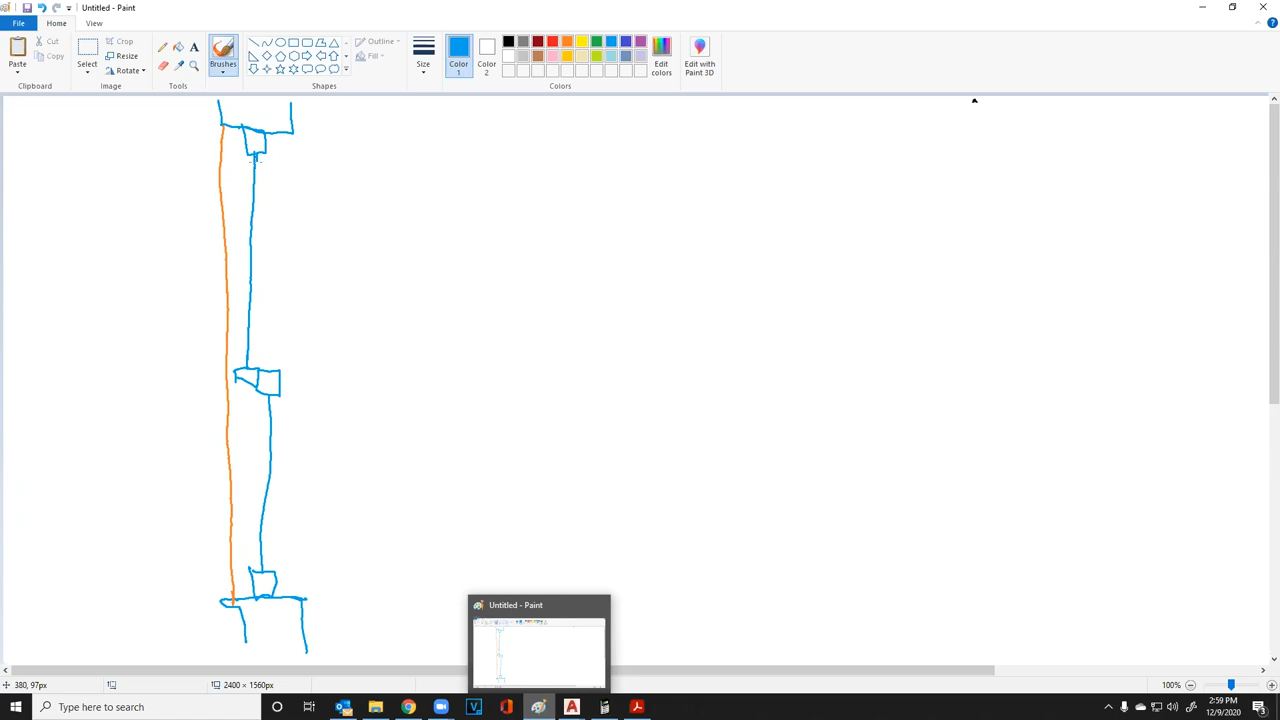 Untitled - Paint
File Home View
Paste
Cut
Copy
Clipboard
Select
Crop
Resize
Rotate
Image
A
Tools
Brushes
Outline
Fill
Shapes
Size
Color 1
Color 2
Edit colors
Colors
Edit with Paint 3D
Untitled - Paint
380, 97px
2400 × 1560px
Type here to search
2:59 PM
12/9/2020